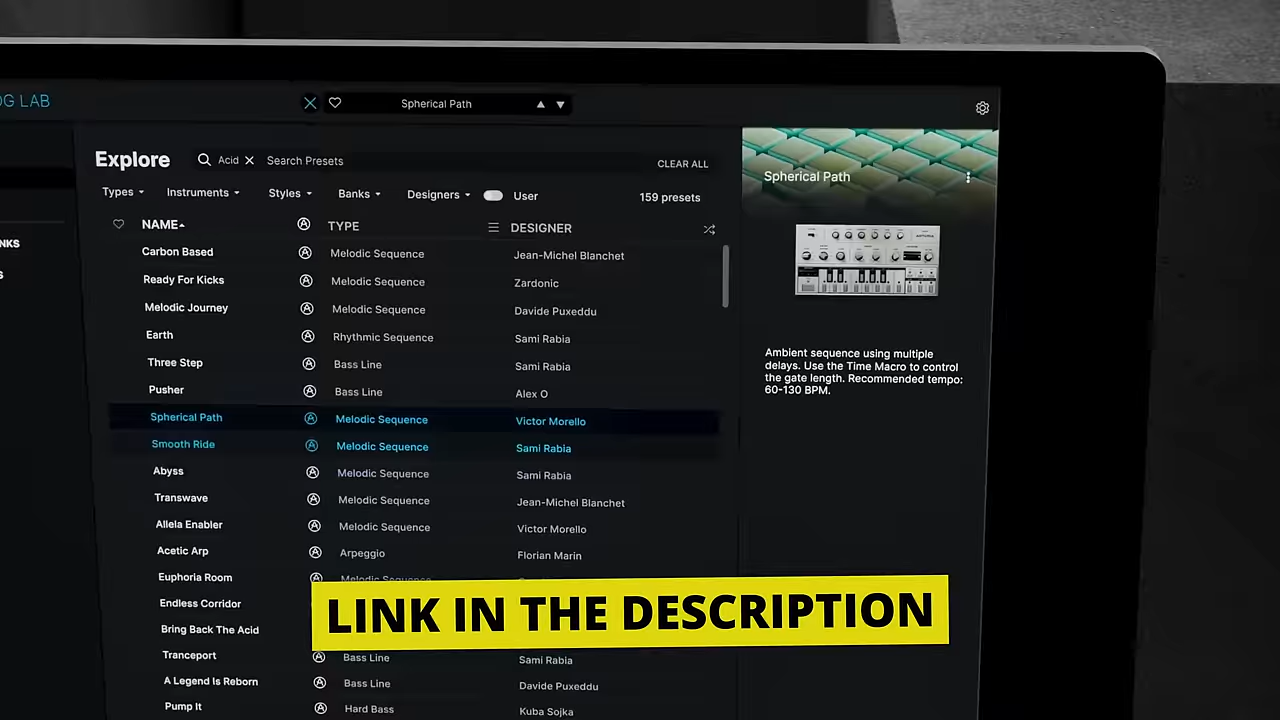 OG LAB
Spherical Path
Explore
Acid
Search Presets
CLEAR ALL
Types
Instruments
Styles
Banks
Designers
User
159 presets
NAME TYPE DESIGNER
Carbon Based Melodic Sequence Jean-Michel Blanchet
Ready For Kicks Melodic Sequence Zardonic
Melodic Journey Melodic Sequence Davide Puxeddu
Earth Rhythmic Sequence Sami Rabia
Three Step Bass Line Sami Rabia
Pusher Bass Line Alex O
Spherical Path Melodic Sequence Victor Morello
Smooth Ride Melodic Sequence Sami Rabia
Abyss Melodic Sequence Sami Rabia
Transwave Melodic Sequence Jean-Michel Blanchet
Allela Enabler Melodic Sequence Victor Morello
Acetic Arp Arpeggio Florian Marin
Euphoria Room Melodic Sequence
Endless Corridor
Bring Back The Acid
Tranceport Bass Line Sami Rabia
A Legend Is Reborn Bass Line Davide Puxeddu
Pump It Hard Bass Kuba Sojka
NKS
S
Spherical Path
Ambient sequence using multiple
delays. Use the Time Macro to control
the gate length. Recommended tempo:
60-130 BPM.
LINK IN THE DESCRIPTION